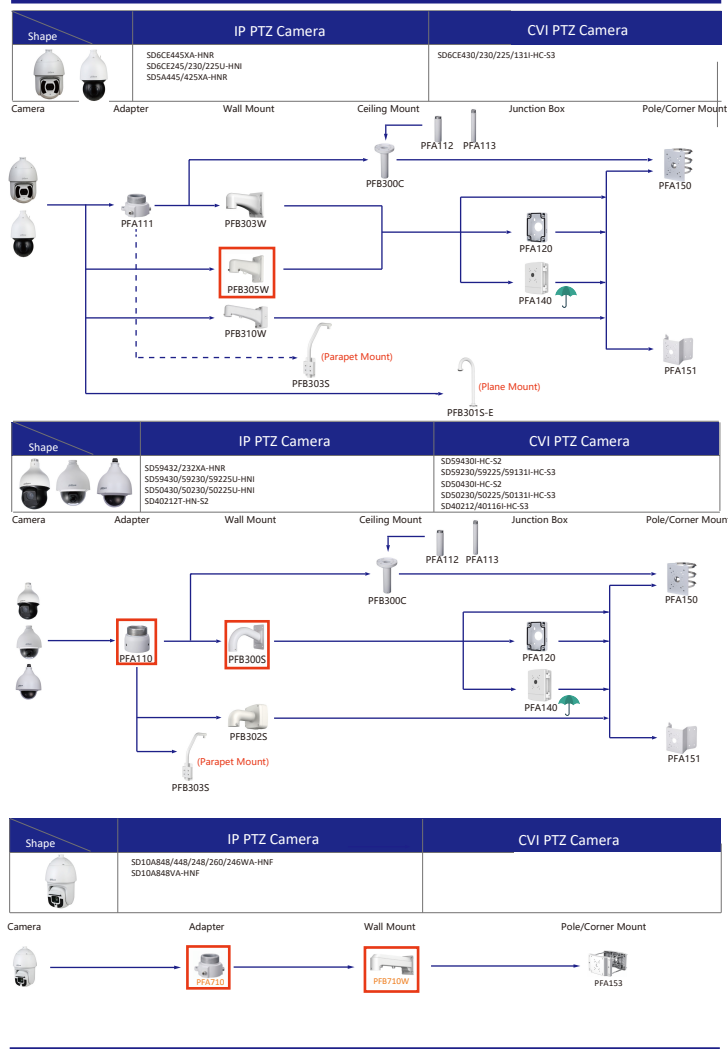 Shape
IP PTZ Camera
CVI PTZ Camera
SD6CE445XA-HNR
SD6CE245/230/225U-HNI
SD5A445/425XA-HNR
SD6CE430/230/225/131I-HC-S3
Camera
Adapter
Wall Mount
Ceiling Mount
Junction Box
Pole/Corner Mount
PFA112
PFA113
PFB300C
PFA150
PFA111
PFB303W
PFA120
PFB305W
PFA140
PFB310W
(Parapet Mount)
PFA151
PFB303S
(Plane Mount)
PFB301S-E
Shape
IP PTZ Camera
CVI PTZ Camera
SD59432/232XA-HNR
SD59430/59230/59225U-HNI
SD50430/50230/50225U-HNI
SD40212T-HN-S2
SD59430I-HC-S2
SD59230/59225/59131I-HC-S3
SD50430I-HC-S2
SD50230/50225/50131I-HC-S3
SD40212/40116I-HC-S3
Camera
Adapter
Wall Mount
Ceiling Mount
Junction Box
Pole/Corner Moun
PFA112
PFA113
PFB300C
PFA150
PFA110
PFB300S
PFA120
PFA140
PFB302S
PFA151
(Parapet Mount)
PFB303S
Shape
IP PTZ Camera
CVI PTZ Camera
SD10A848/448/248/260/246WA-HNF
SD10A848VA-HNF
Camera
Adapter
Wall Mount
Pole/Corner Mount
PFA710
PFB710W
PFA153